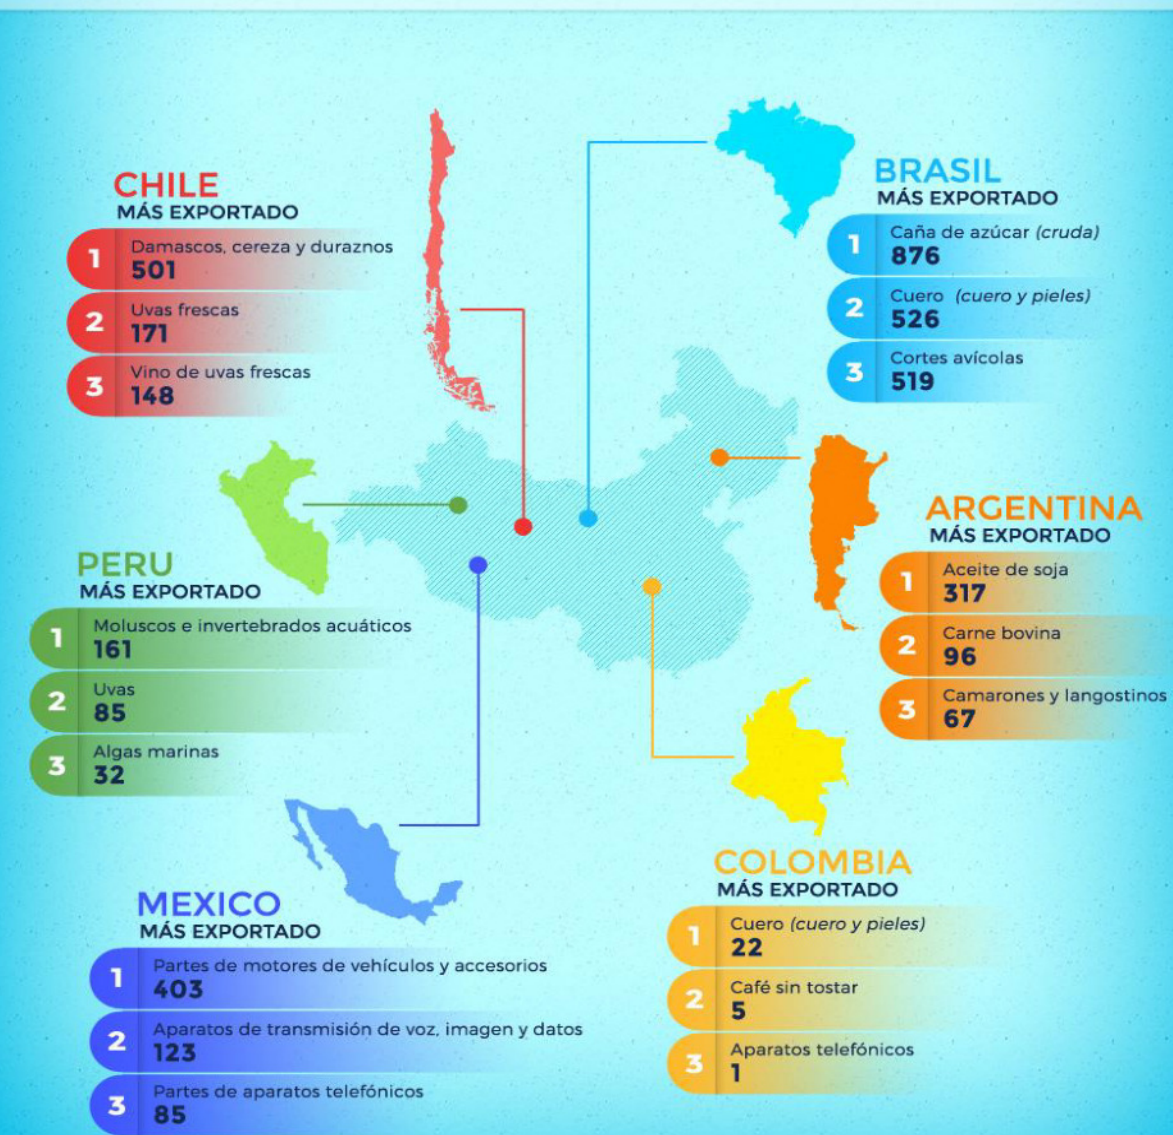 CHILE
MÁS EXPORTADO
1
Damascos, cereza y duraznos
501
2
Uvas frescas
171
3
Vino de uvas frescas
148
BRASIL
MÁS EXPORTADO
1
Caña de azúcar (cruda)
876
2
Cuero (cuero y pieles)
526
3
Cortes avícolas
519
PERU
MÁS EXPORTADO
1
Moluscos e invertebrados acuáticos
161
2
Uvas
85
3
Algas marinas
32
ARGENTINA
MÁS EXPORTADO
1
Aceite de soja
317
2
Carne bovina
96
3
Camarones y langostinos
67
MEXICO
MÁS EXPORTADO
1
Partes de motores de vehículos y accesorios
403
2
Aparatos de transmisión de voz, imagen y datos
123
3
Partes de aparatos telefónicos
85
COLOMBIA
MÁS EXPORTADO
1
Cuero (cuero y pieles)
22
2
Café sin tostar
5
3
Aparatos telefónicos
1